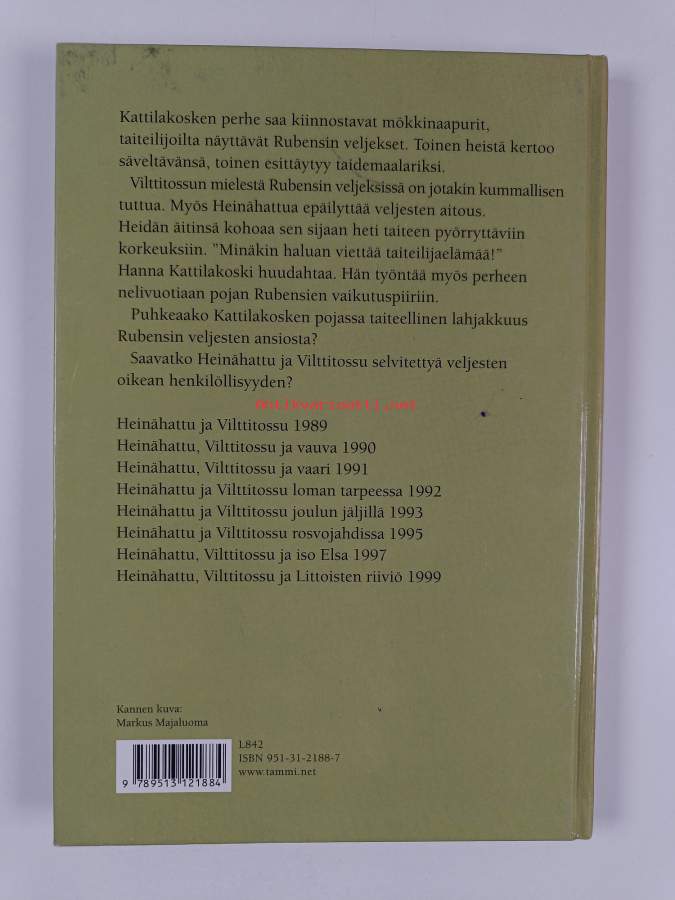 Kattilakosken perhe saa kiinnostavat mökkinaapurit,
taiteilijoilta näyttävät Rubensin veljekset. Toinen heistä kertoo
säveltävänsä, toinen esittäytyy taidemaalariksi.
Vilttitossun mielestä Rubensin veljeksissä on jotakin kummallisen
tuttua. Myös Heinähattua epäilyttää veljesten aitous.
Heidän äitinsä kohoaa sen sijaan heti taiteen pyörryttäviin
korkeuksiin. ”Minäkin haluan viettää taiteilijaelämää!”
Hanna Kattilakoski huudahtaa. Hän työntää myös perheen
nelivuotiaan pojan Rubensien vaikutuspiiriin.
Puhkeaako Kattilakosken pojassa taiteellinen lahjakkuus
Rubensin veljesten ansiosta?
Saavatko Heinähattu ja Vilttitossu selvitettyä veljesten
oikean henkilöllisyyden?
Antikvariaatti.net
Heinähattu ja Vilttitossu 1989
Heinähattu, Vilttitossu ja vauva 1990
Heinähattu, Vilttitossu ja vaari 1991
Heinähattu ja Vilttitossu loman tarpeessa 1992
Heinähattu ja Vilttitossu joulun jäljillä 1993
Heinähattu ja Vilttitossu rosvojahdissa 1995
Heinähattu, Vilttitossu ja iso Elsa 1997
Heinähattu, Vilttitossu ja Littoisten riiviö 1999
Kannen kuva:
Markus Majaluoma
L842
ISBN 951-31-2188-7
www.tammi.net
9 789513 121884